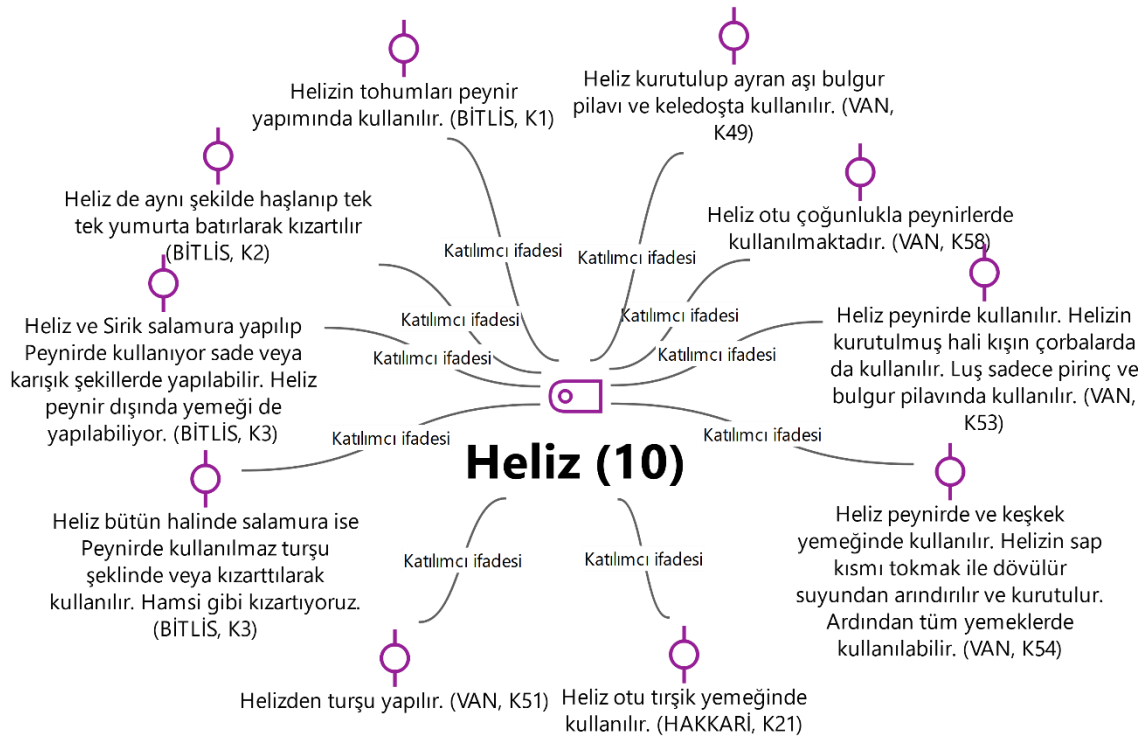 Helizin tohumları peynir
yapımında kullanılır. (BİTLİS, K1)
Heliz kurutulup ayran aşı bulgur
pilavı ve keledoşta kullanılır. (VAN,
K49)
Heliz de aynı şekilde haşlanıp tek
tek yumurta batırlarak kızartılır
(BİTLİS, K2)
Heliz otu çoğunlukla peynirlerde
kullanılmaktadır. (VAN, K58)
Katılımcı ifadesi
Katılımcı ifadesi
Katılımcı ifadesi
Katılımcı ifadesi
Heliz ve Sirik salamura yapılıp
Peynirde kullanıyor sade veya
karışık şekillerde yapılabilir. Heliz
peynir dışında yemeği de
yapılabiliyor. (BİTLİS, K3)
Katılımcı ifadesi
Katılımcı ifadesi
Heliz peynirde kullanılır. Helizin
kurutulmuş hali kışın çorbalarda
da kullanılır. Luş sadece pirinç ve
bulgur pilavında kullanılır. (VAN,
K53)
Katılımcı ifadesi
Katılımcı ifadesi
Heliz (10)
Heliz bütün halinde salamura ise
Peynirde kullanılmaz turşu
şeklinde veya kızarttılarak
kullanılır. Hamsi gibi kızartıyoruz.
(BİTLİS, K3)
Katılımcı ifadesi
Katılımcı ifadesi
Heliz peynirde ve keşkek
yemeğinde kullanılır. Helizin sap
kısmı tokmak ile dövülür
suyundan arındırılır ve kurutulur.
Ardından tüm yemeklerde
kullanılabilir. (VAN, K54)
Helizden turşu yapılır. (VAN, K51)
Heliz otu tırşik yemeğinde
kullanılır. (HAKKARİ, K21)